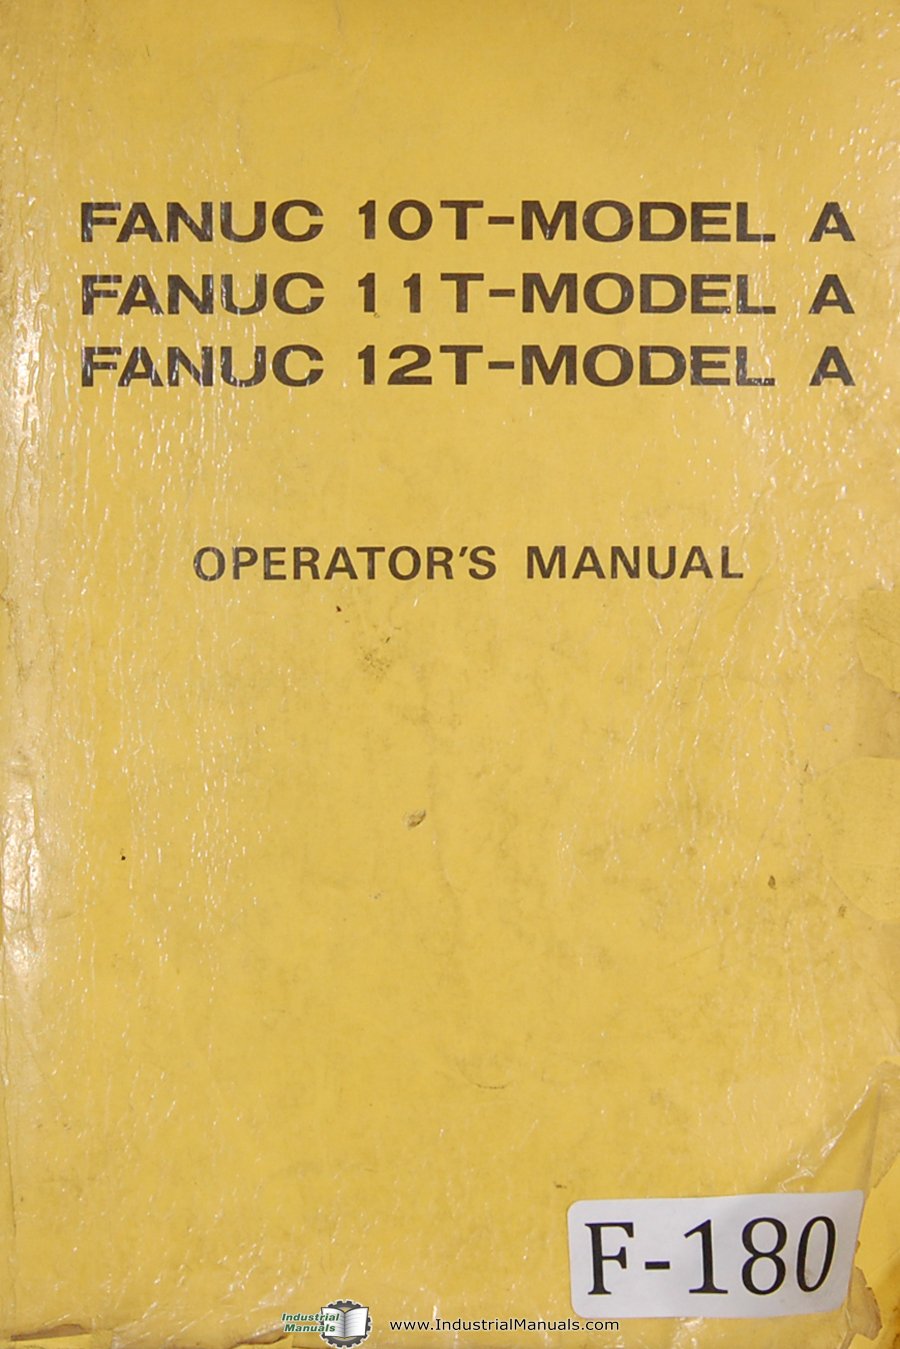 FANUC 10T-MODEL A
FANUC 11T-MODEL A
FANUC 12T-MODEL A
OPERATOR'S MANUAL
F-180
Industrial
Manuals
www.IndustrialManuals.com